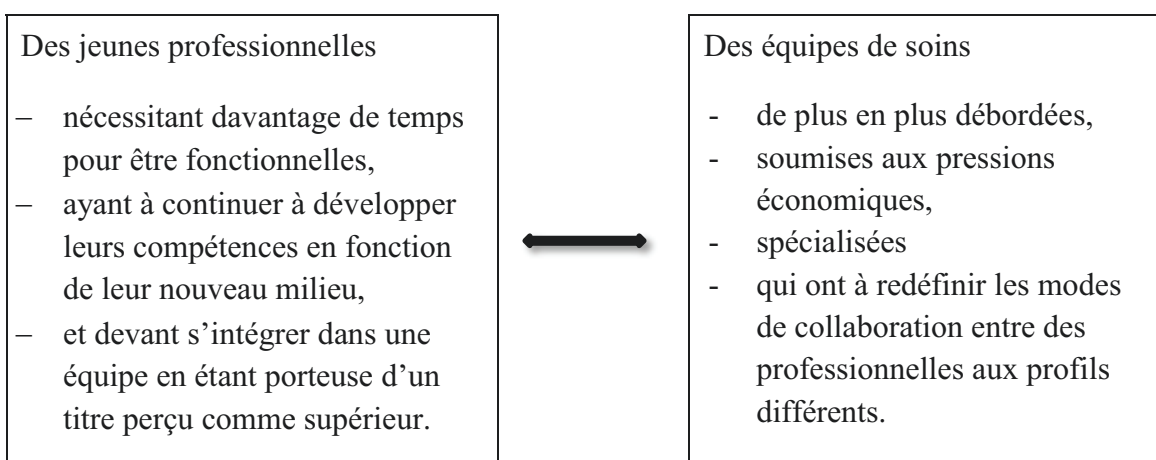 Des jeunes professionnelles
– nécessitant davantage de temps
pour être fonctionnelles,
– ayant à continuer à développer
leurs compétences en fonction
de leur nouveau milieu,
– et devant s’intégrer dans une
équipe en étant porteuse d’un
titre perçu comme supérieur.
Des équipes de soins
- de plus en plus débordées,
- soumises aux pressions
économiques,
- spécialisées
- qui ont à redéfinir les modes
de collaboration entre des
professionnelles aux profils
différents.